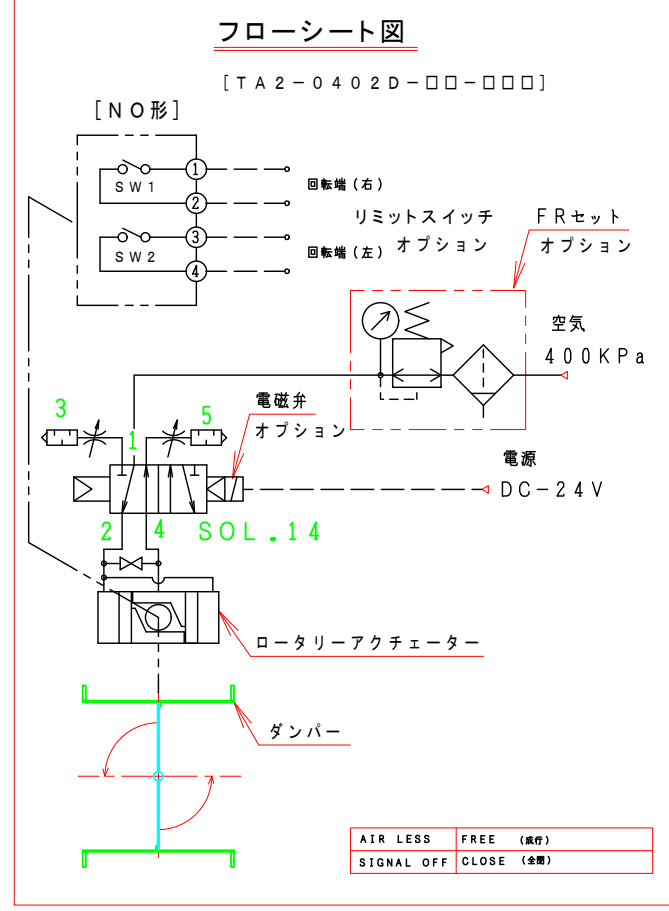 フローシート図
[TA2-0402D-□□-□□□]
[NO形]
SW1
1
2
回転端(右)
SW2
3
4
回転端(左)
リミットスイッチ
オプション
FRセット
オプション
空気
400KPa
電磁弁
オプション
電源
DC-24V
3
1
5
2
4
SOL.14
ロータリーアクチェーター
ダンパー
AIR LESS FREE (成行)
SIGNAL OFF CLOSE (全閉)